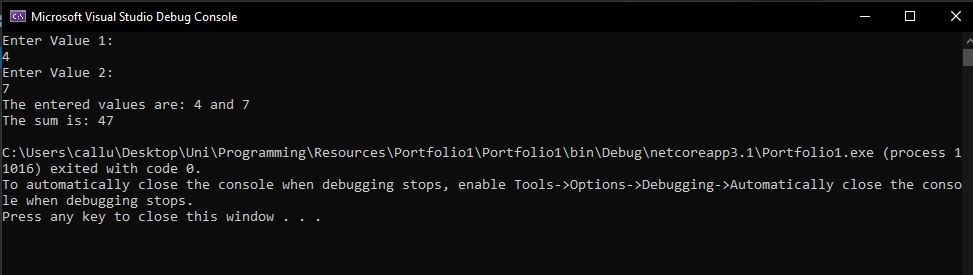 Microsoft Visual Studio Debug Console
Enter Value 1:
4
Enter Value 2:
7
The entered values are: 4 and 7
The sum is: 47
C:\Users\callu\Desktop\Uni\Programming\Resources\Portfolio1\Portfolio1\bin\Debug\netcoreapp3.1\Portfolio1.exe (process 1
1016) exited with code 0.
To automatically close the console when debugging stops, enable Tools->Options->Debugging->Automatically close the conso
le when debugging stops.
Press any key to close this window . . .